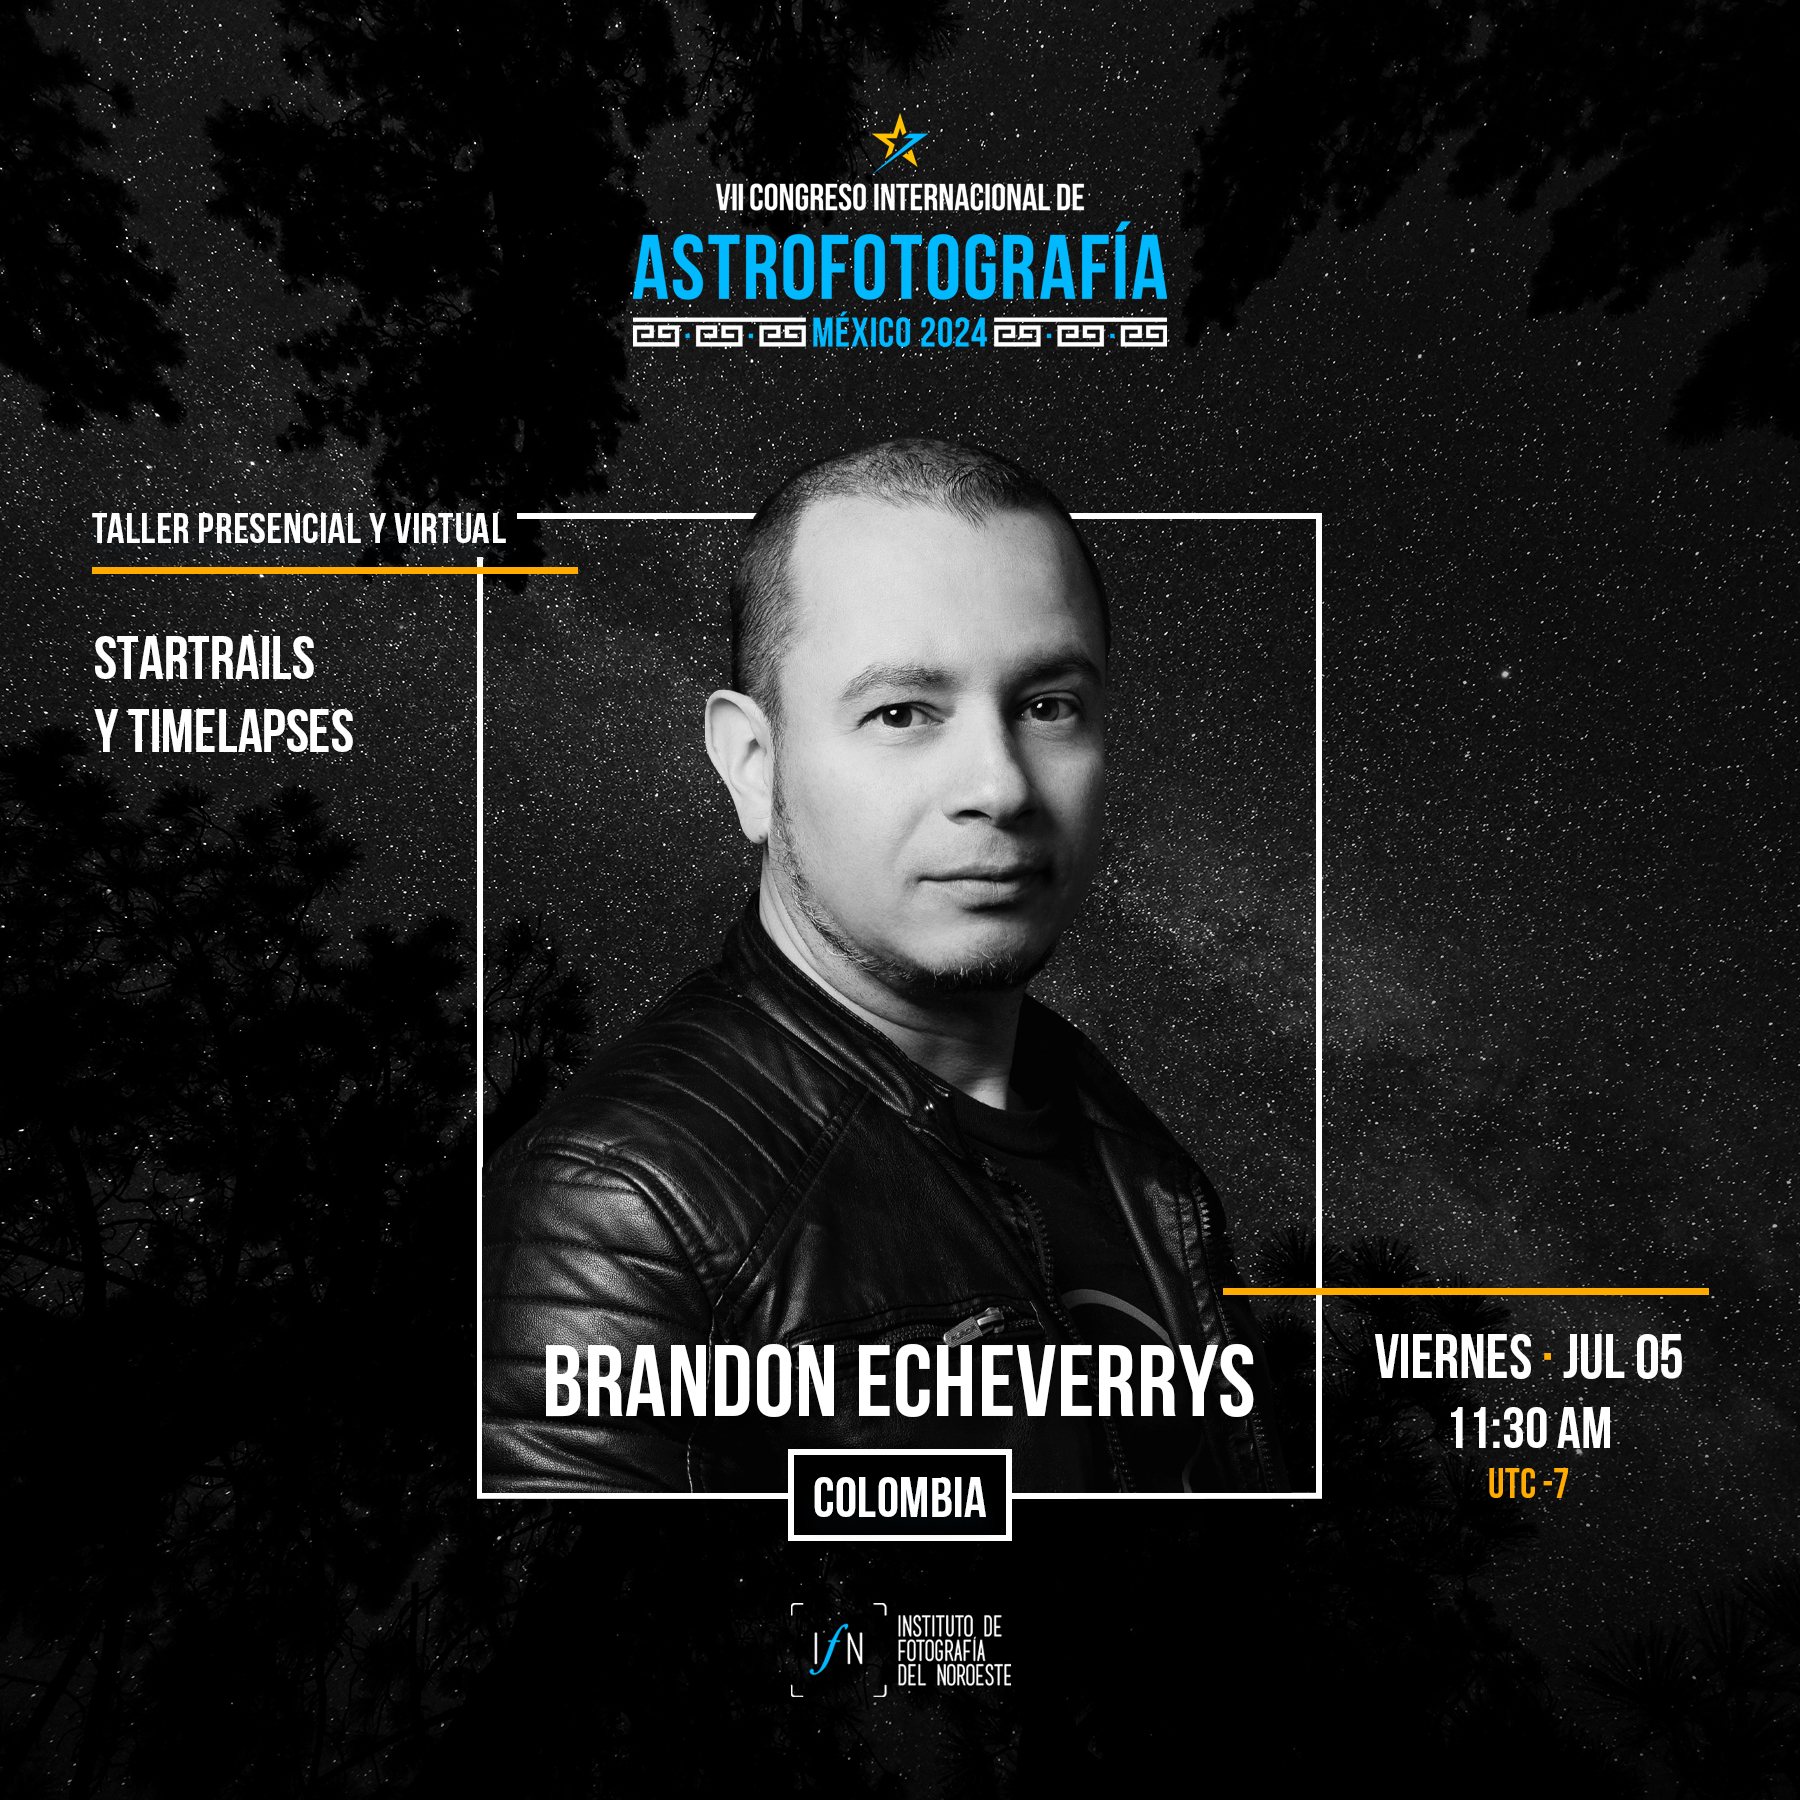 VII CONGRESO INTERNACIONAL DE
ASTROFOTOGRAFÍA
MÉXICO 2024
TALLER PRESENCIAL Y VIRTUAL
STARTRAILS
Y TIMELAPSES
BRANDON ECHEVERRYS
COLOMBIA
VIERNES · JUL 05
11:30 AM
UTC -7
IfN
INSTITUTO DE
FOTOGRAFÍA
DEL NOROESTE